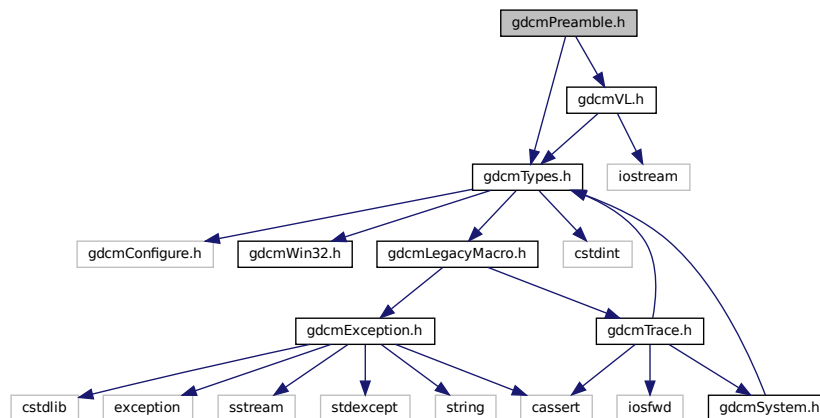 gdcmPreamble.h
gdcmVL.h
gdcmTypes.h
iostream
gdcmConfigure.h
gdcmWin32.h
gdcmLegacyMacro.h
cstdint
gdcmException.h
gdcmTrace.h
cstdlib
exception
sstream
stdexcept
string
cassert
iosfwd
gdcmSystem.h